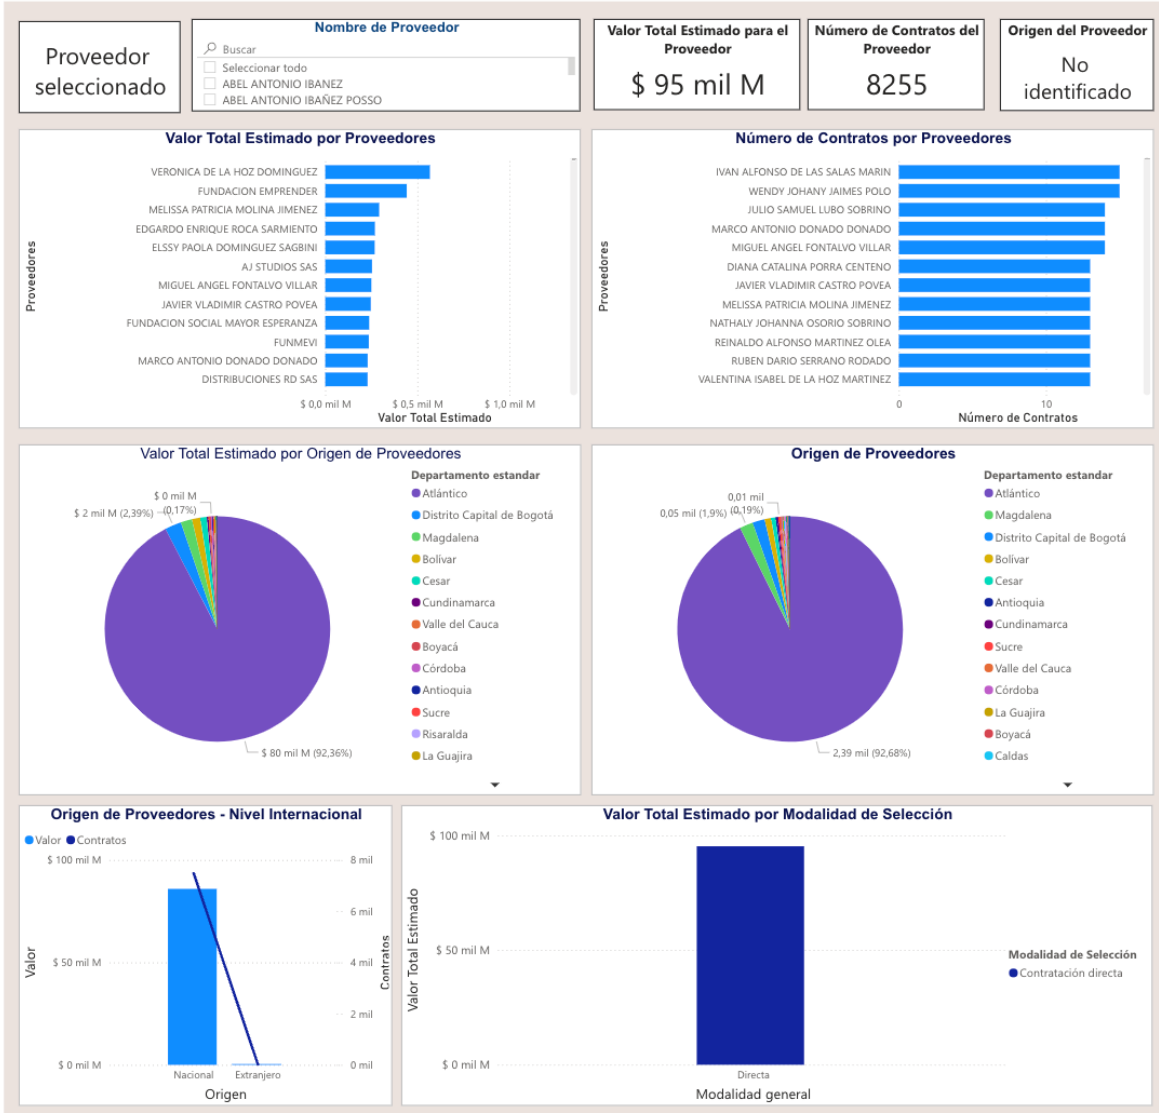 Proveedor
seleccionado
Nombre de Proveedor
Buscar
Seleccionar todo
ABEL ANTONIO IBANEZ
ABEL ANTONIO IBAÑEZ POSSO
Valor Total Estimado para el
Proveedor
$ 95 mil M
Número de Contratos del
Proveedor
8255
Origen del Proveedor
No
identificado
Valor Total Estimado por Proveedores
Proveedores
VERONICA DE LA HOZ DOMINGUEZ
FUNDACION EMPRENDER
MELISSA PATRICIA MOLINA JIMENEZ
EDGARDO ENRIQUE ROCA SARMIENTO
ELSSY PAOLA DOMINGUEZ SAGBINI
AJ STUDIOS SAS
MIGUEL ANGEL FONTALVO VILLAR
JAVIER VLADIMIR CASTRO POVEA
FUNDACION SOCIAL MAYOR ESPERANZA
FUNMEVI
MARCO ANTONIO DONADO DONADO
DISTRIBUCIONES RD SAS
$ 0,0 mil M
$ 0,5 mil M
$ 1,0 mil M
Valor Total Estimado
Número de Contratos por Proveedores
Proveedores
IVAN ALFONSO DE LAS SALAS MARIN
WENDY JOHANY JAIMES POLO
JULIO SAMUEL LUBO SOBRINO
MARCO ANTONIO DONADO DONADO
MIGUEL ANGEL FONTALVO VILLAR
DIANA CATALINA PORRA CENTENO
JAVIER VLADIMIR CASTRO POVEA
MELISSA PATRICIA MOLINA JIMENEZ
NATHALY JOHANNA OSORIO SOBRINO
REINALDO ALFONSO MARTINEZ OLEA
RUBEN DARIO SERRANO RODADO
VALENTINA ISABEL DE LA HOZ MARTINEZ
0
10
Número de Contratos
Valor Total Estimado por Origen de Proveedores
$ 0 mil M
(0,17%)
$ 2 mil M (2,39%)
$ 80 mil M (92,36%)
Departamento estandar
Atlántico
Distrito Capital de Bogotá
Magdalena
Bolívar
Cesar
Cundinamarca
Valle del Cauca
Boyacá
Córdoba
Antioquia
Sucre
Risaralda
La Guajira
Origen de Proveedores
0,01 mil
(0,19%)
0,05 mil (1,9%)
2,39 mil (92,68%)
Departamento estandar
Atlántico
Magdalena
Distrito Capital de Bogotá
Bolívar
Cesar
Antioquia
Cundinamarca
Sucre
Valle del Cauca
Córdoba
La Guajira
Boyacá
Caldas
Origen de Proveedores - Nivel Internacional
Valor
Contratos
$ 100 mil M
$ 50 mil M
$ 0 mil M
Valor
8 mil
6 mil
4 mil
2 mil
0 mil
Contratos
Nacional
Extranjero
Origen
Valor Total Estimado por Modalidad de Selección
Valor Total Estimado
$ 100 mil M
$ 50 mil M
$ 0 mil M
Directa
Modalidad general
Modalidad de Selección
Contratación directa